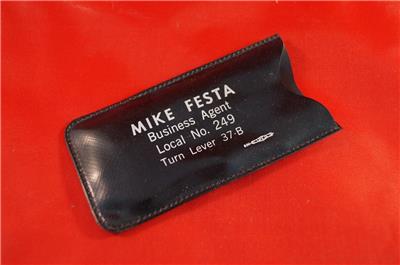 MIKE FESTA
Business Agent
Local No. 249
Turn Lever 37-B